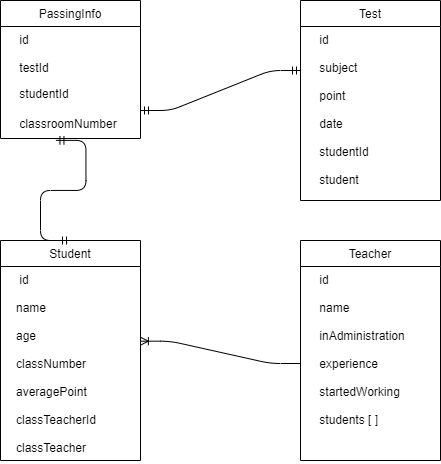 PassingInfo
id
testId
studentId
classroomNumber
Test
id
subject
point
date
studentId
student
Student
id
name
age
classNumber
averagePoint
classTeacherId
classTeacher
Teacher
id
name
inAdministration
experience
startedWorking
students [ ]